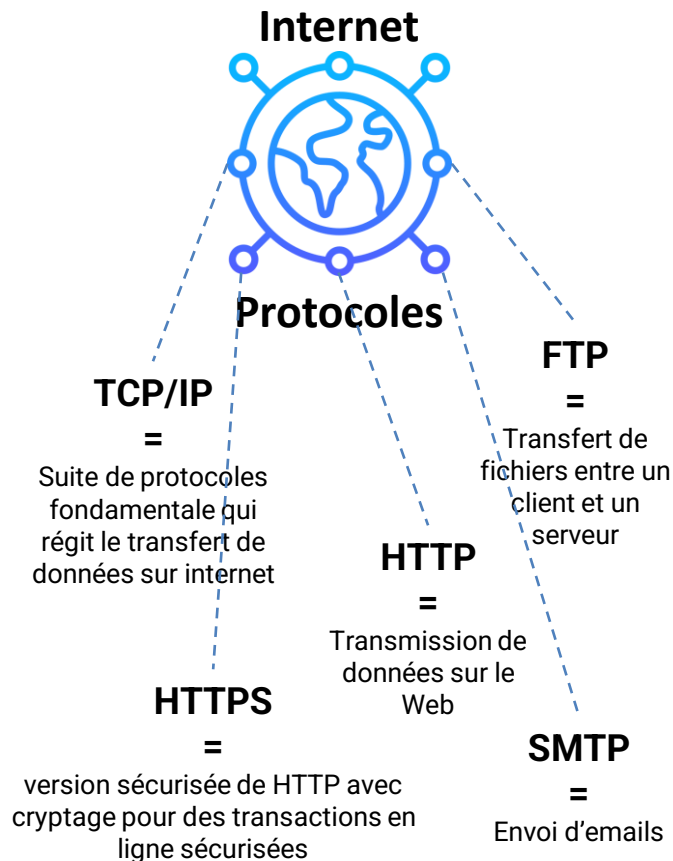 Internet
Protocoles
TCP/IP
=
Suite de protocoles
fondamentale qui
régit le transfert de
données sur internet
FTP
=
Transfert de
fichiers entre un
client et un
serveur
HTTP
=
Transmission de
données sur le
Web
HTTPS
=
version sécurisée de HTTP avec
cryptage pour des transactions en
ligne sécurisées
SMTP
=
Envoi d'emails